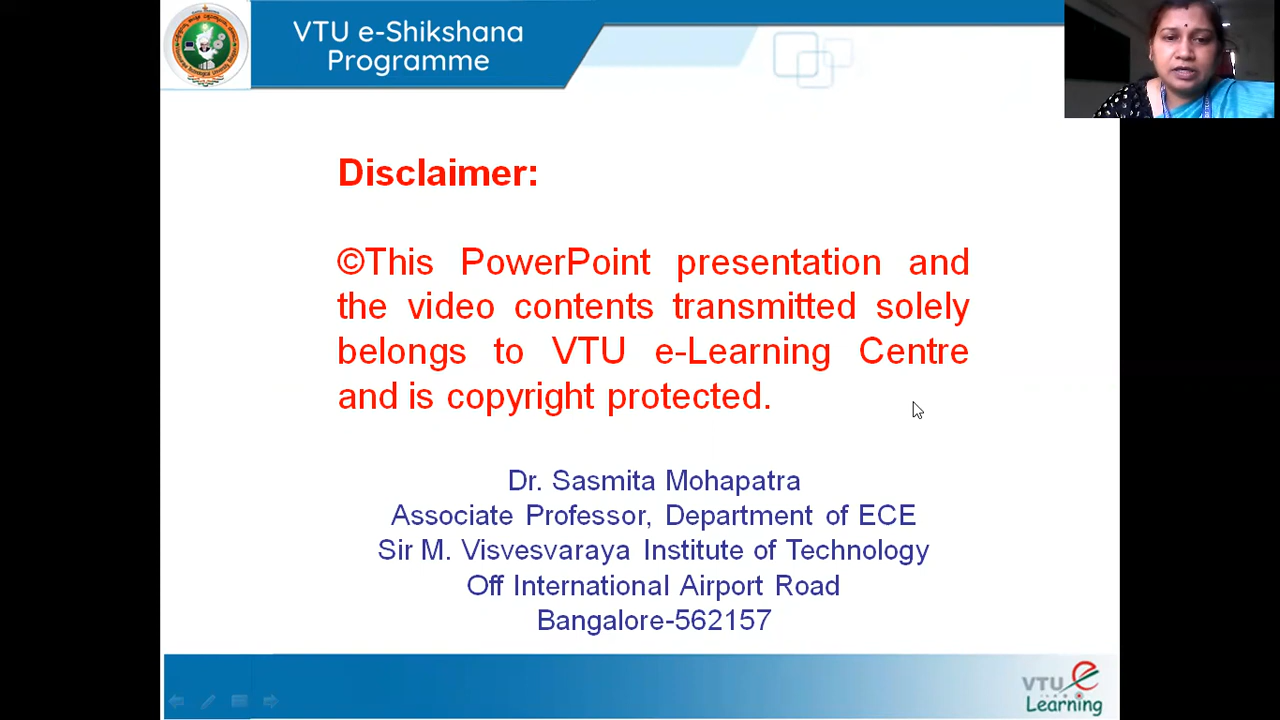 VTU e-Shikshana
Programme
Disclaimer:
©This PowerPoint presentation and
the video contents transmitted solely
belongs to VTU e-Learning Centre
and is copyright protected.
Dr. Sasmita Mohapatra
Associate Professor, Department of ECE
Sir M. Visvesvaraya Institute of Technology
Off International Airport Road
Bangalore-562157
VTU e
Learning